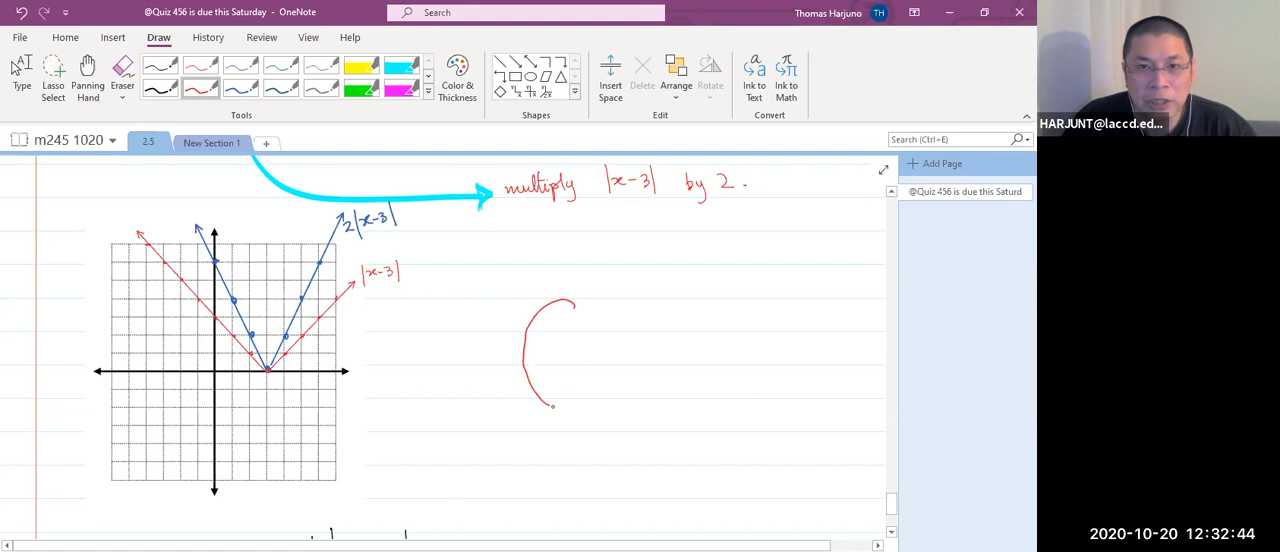 @Quiz 456 is due this Saturday - OneNote
Search
Thomas Harjuno TH
File Home Insert Draw History Review View Help
Type
Lasso Select
Panning Hand
Eraser
Color & Thickness
Insert Space
Delete
Arrange
Rotate
Ink to Text
Ink to Math
Tools
Shapes
Edit
Convert
m245 1020
2.5
New Section 1
Search (Ctrl+E)
Add Page
@Quiz 456 is due this Saturd
HARJUNT@laccd.ed...
multiply |x-3| by 2.
2|x-3|
|x-3|
2020-10-20 12:32:44